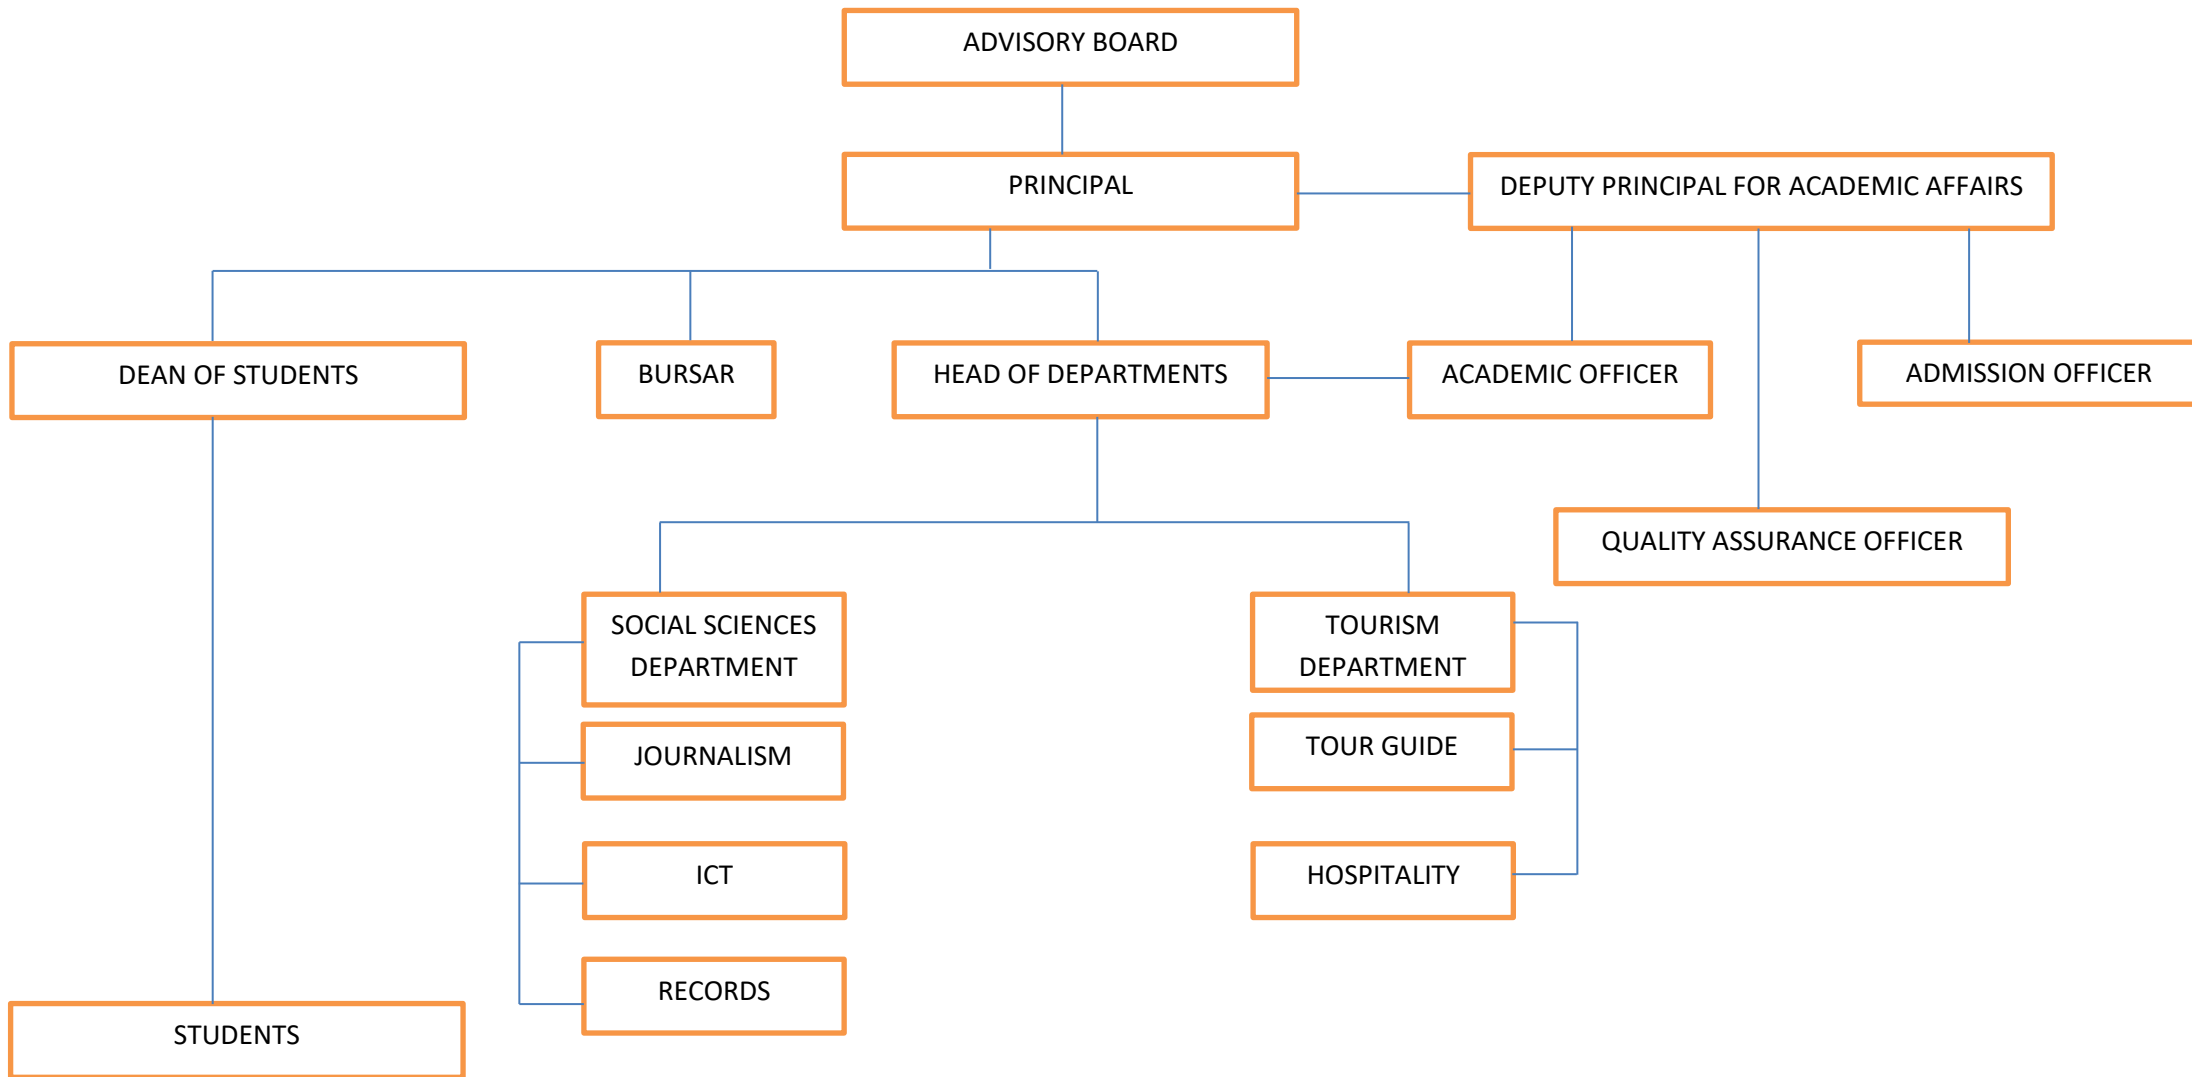 ADVISORY BOARD
PRINCIPAL
DEPUTY PRINCIPAL FOR ACADEMIC AFFAIRS
DEAN OF STUDENTS
BURSAR
HEAD OF DEPARTMENTS
ACADEMIC OFFICER
ADMISSION OFFICER
QUALITY ASSURANCE OFFICER
SOCIAL SCIENCES
DEPARTMENT
TOURISM
DEPARTMENT
JOURNALISM
TOUR GUIDE
ICT
HOSPITALITY
RECORDS
STUDENTS